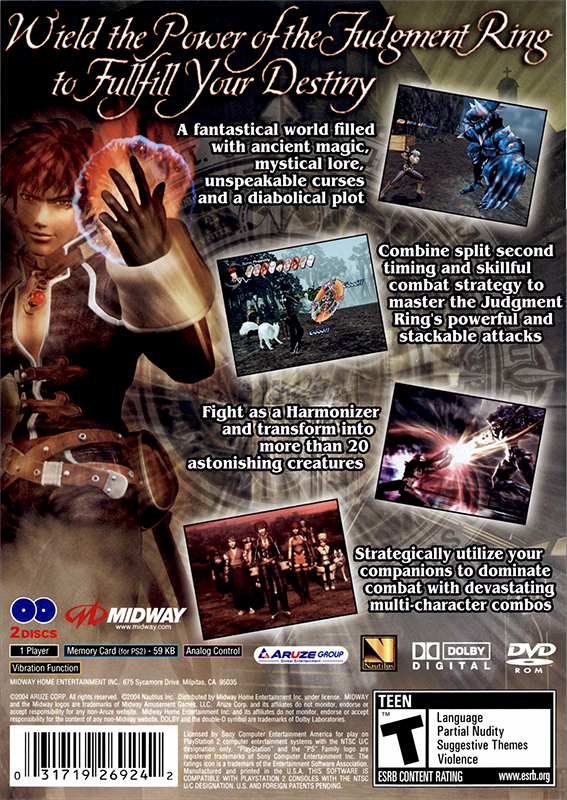 Wield the Power of the Judgment Ring
to Fullfill Your Destiny
A fantastical world filled
with ancient magic,
mystical lore,
unspeakable curses
and a diabolical plot
Combine split second
timing and skillful
combat strategy to
master the Judgment
Ring's powerful and
stackable attacks
Fight as a Harmonizer
and transform into
more than 20
astonishing creatures
Strategically utilize your
companions to dominate
combat with devastating
multi-character combos
2 DISCS
MIDWAY
www.midway.com
1 Player
Memory Card (for PS2) - 59 KB
Analog Control
Vibration Function
ARUZE GROUP
Global Entertainment
Nautilus
DOLBY
DIGITAL
DVD
ROM
MIDWAY HOME ENTERTAINMENT INC. 675 Sycamore Drive. Milpitas, CA 95035
©2004 ARUZE CORP. All rights reserved. ©2004 Nautilus Inc. Distributed by Midway Home Entertainment Inc. under license. MIDWAY
and the Midway logos are trademarks of Midway Amusement Games, LLC. Aruze Corp. and its affiliates do not monitor, endorse or accept
responsibility for any non-Aruze website. Midway Home Entertainment Inc. and its affiliates do not monitor, endorse or accept
responsibility for the content of any non-Midway website. DOLBY and the double-D symbol are trademarks of Dolby Laboratories.
Licensed by Sony Computer Entertainment America for play on
PlayStation 2 computer entertainment systems with the NTSC U/C
designation only. "PlayStation" and the "PS" Family logo are
registered trademarks of Sony Computer Entertainment Inc. The
ratings icon is a trademark of the Entertainment Software Association.
Manufactured and printed in the U.S.A. THIS SOFTWARE IS
COMPATIBLE WITH PLAYSTATION 2 CONSOLES WITH THE NTSC
U/C DESIGNATION. U.S. AND FOREIGN PATENTS PENDING.
0 31719 26924 2
TEEN
T
TM
Language
Partial Nudity
Suggestive Themes
Violence
ESRB CONTENT RATING
www.esrb.org